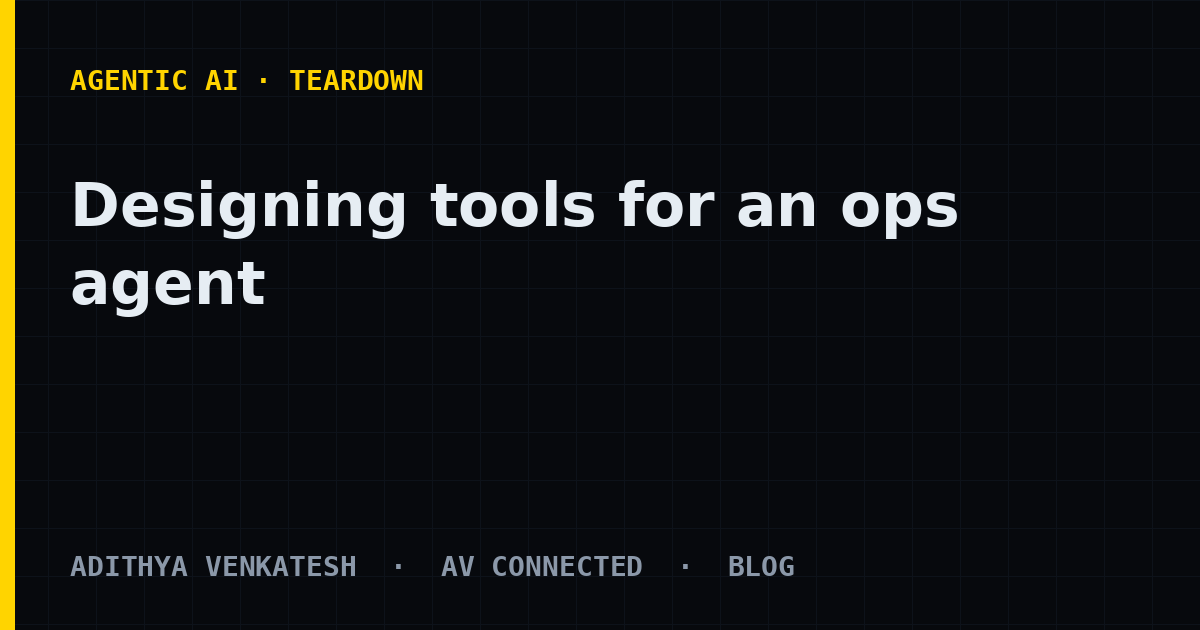 AGENTIC AI · TEARDOWN
Designing tools for an ops
agent
ADITHYA VENKATESH · AV CONNECTED · BLOG